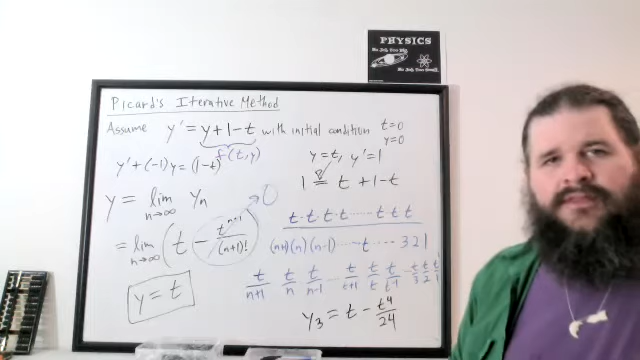 PHYSICS
Picard's Iterative Method
Assume y' = y+1-t with initial condition t=0 y=0
f(t,y)
y' + (-1)y = (1-t)
y=t, y'=1
1 = t + 1-t
y = lim n→∞ yn
= lim n→∞ (t - t^(n+1)/(n+1)!) → 0
y = t
t·t·t·t·······t·t·t
(n+1)(n)(n-1)·····t···· 3 2 1
t/(n+1) t/n t/(n-1) ···· t/(t+1) t/t t/(t-1) ··· t/3 t/2 t/1
y3 = t - t^4/24